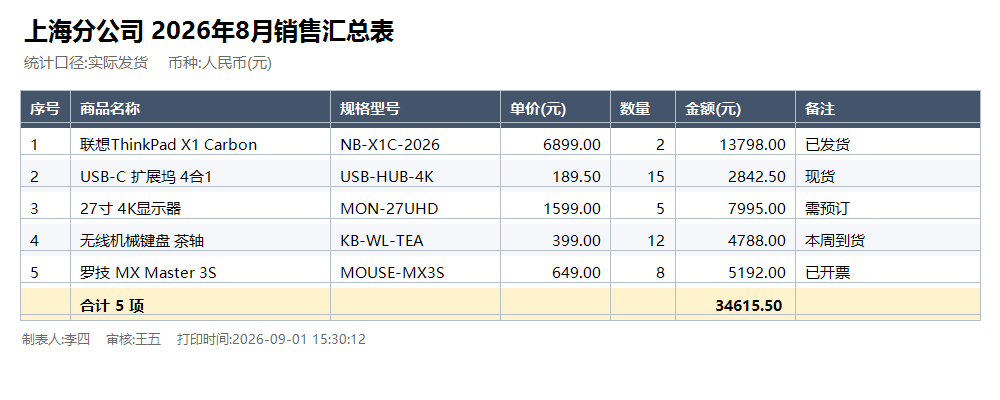 上海分公司 2026年8月销售汇总表
统计口径:实际发货 币种:人民币(元)
序号 商品名称 规格型号 单价(元) 数量 金额(元) 备注
1 联想ThinkPad X1 Carbon NB-X1C-2026 6899.00 2 13798.00 已发货
2 USB-C 扩展坞 4合1 USB-HUB-4K 189.50 15 2842.50 现货
3 27寸 4K显示器 MON-27UHD 1599.00 5 7995.00 需预订
4 无线机械键盘 茶轴 KB-WL-TEA 399.00 12 4788.00 本周到货
5 罗技 MX Master 3S MOUSE-MX3S 649.00 8 5192.00 已开票
合计 5 项 34615.50
制表人:李四 审核:王五 打印时间:2026-09-01 15:30:12